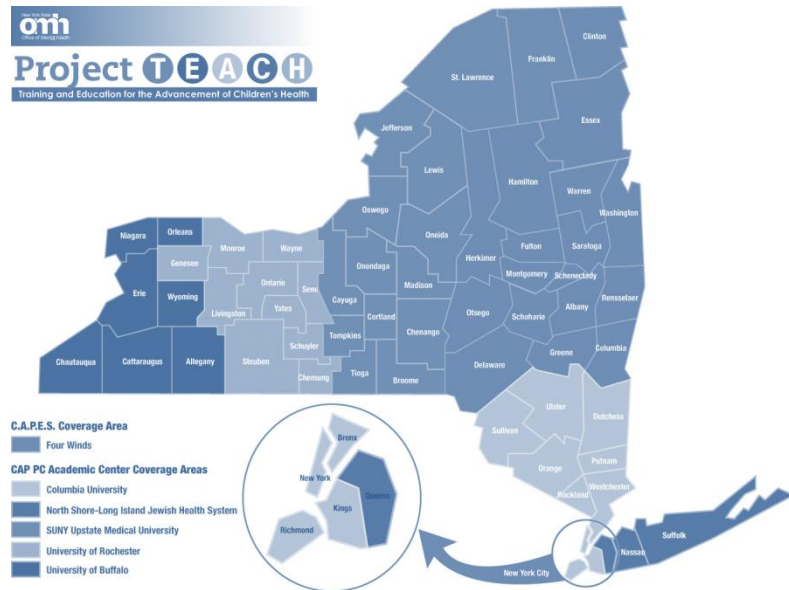 New York State
omh
Office of Mental Health
Project TEACH
Training and Education for the Advancement of Children's Health
Clinton
Franklin
St. Lawrence
Essex
Jefferson
Lewis
Hamilton
Warren
Washington
Oswego
Oneida
Herkimer
Fulton
Saratoga
Niagara
Orleans
Monroe
Wayne
Genesee
Onondaga
Madison
Montgomery
Schenectady
Erie
Wyoming
Livingston
Ontario
Senc
Yates
Cayuga
Cortland
Chenango
Otsego
Schoharie
Albany
Rensselaer
Chautauqua
Cattaraugus
Allegany
Steuben
Schuyler
Chemung
Tompkins
Tioga
Broome
Delaware
Greene
Columbia
Sullivan
Ulster
Dutchess
Orange
Putnam
Westchester
Rockland
Suffolk
Nassau
New York City
Bronx
New York
Queens
Kings
Richmond
C.A.P.E.S. Coverage Area
Four Winds
CAP PC Academic Center Coverage Areas
Columbia University
North Shore-Long Island Jewish Health System
SUNY Upstate Medical University
University of Rochester
University of Buffalo